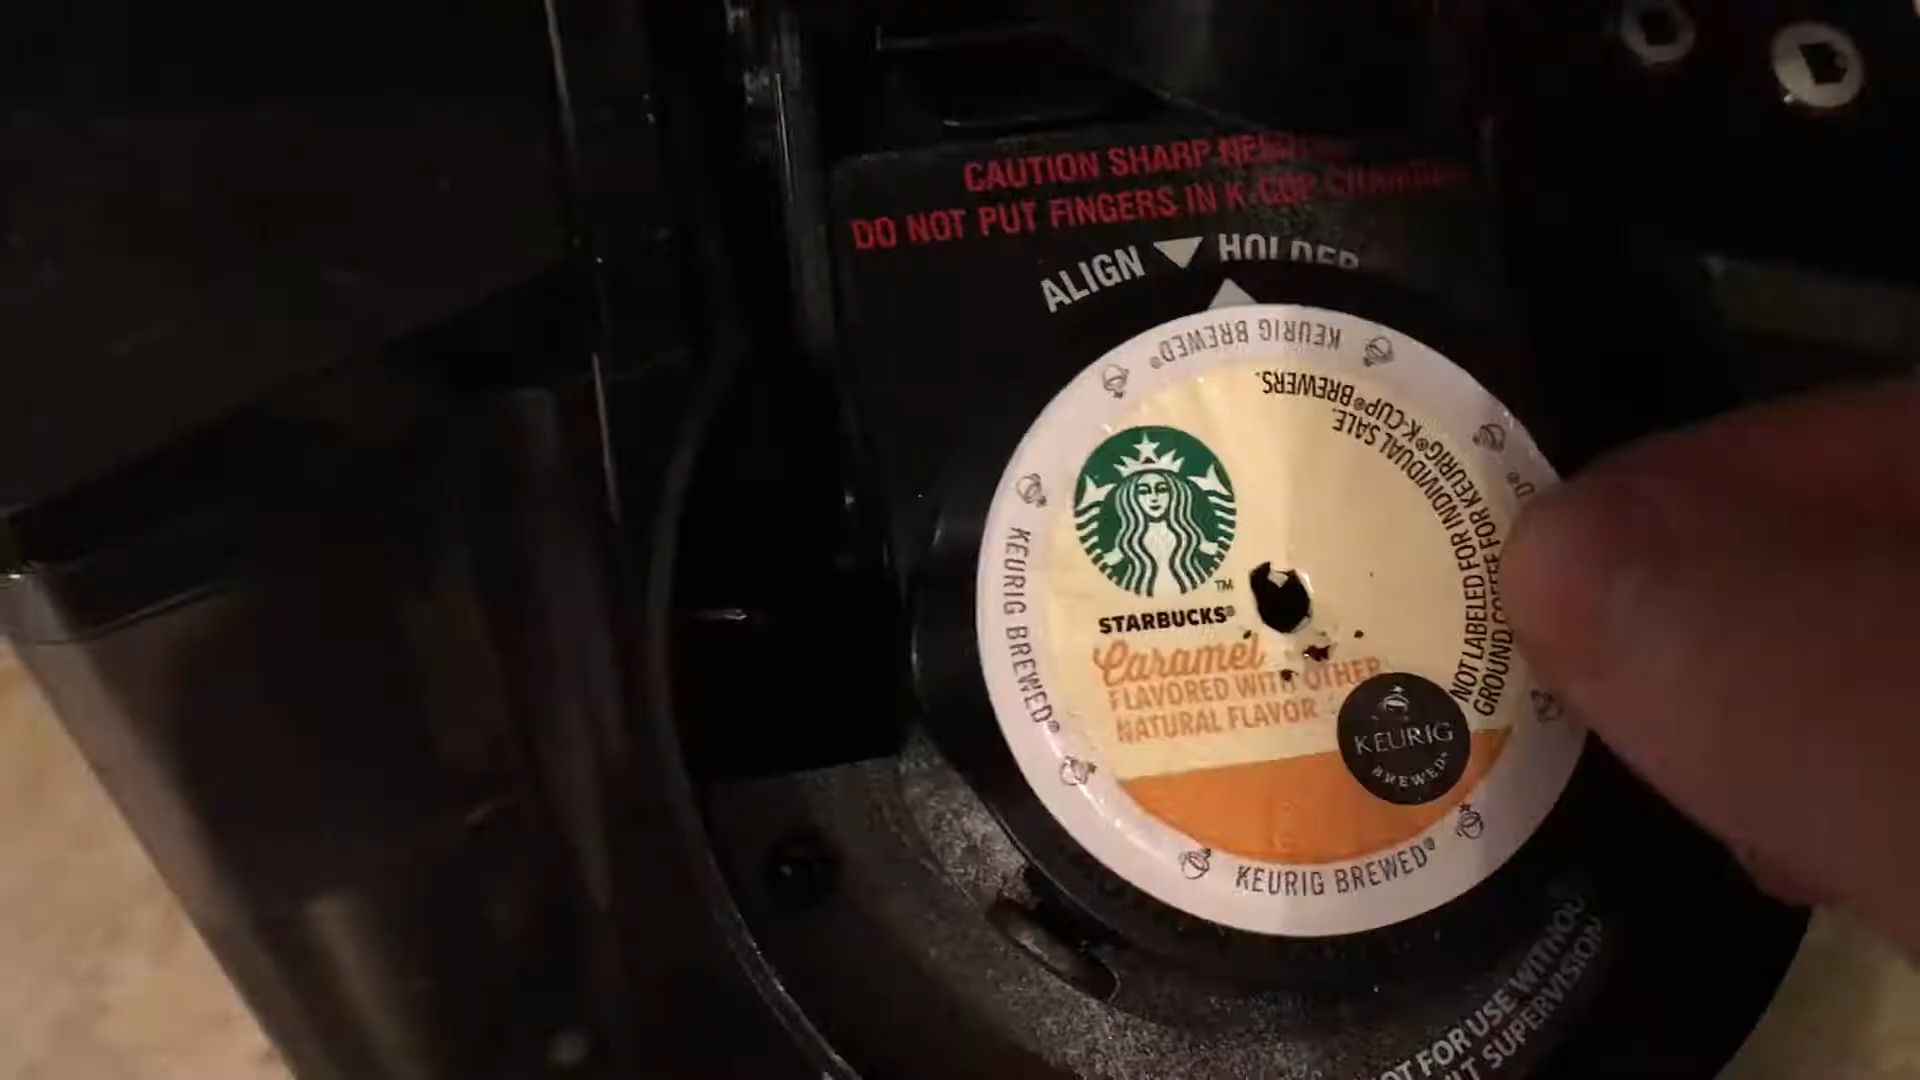 CAUTION SHARP
DO NOT PUT FINGERS IN K-CUP CHAMBER
ALIGN HOLDER
KEURIG BREWED®
NOT LABELED FOR INDIVIDUAL SALE.
GROUND COFFEE FOR KEURIG® K-CUP® BREWERS.
TM
STARBUCKS®
Caramel
FLAVORED WITH OTHER
NATURAL FLAVOR
KEURIG
BREWED®
KEURIG BREWED®
KEURIG BREWED®
FOR USE WITHOUT
SUPERVISION